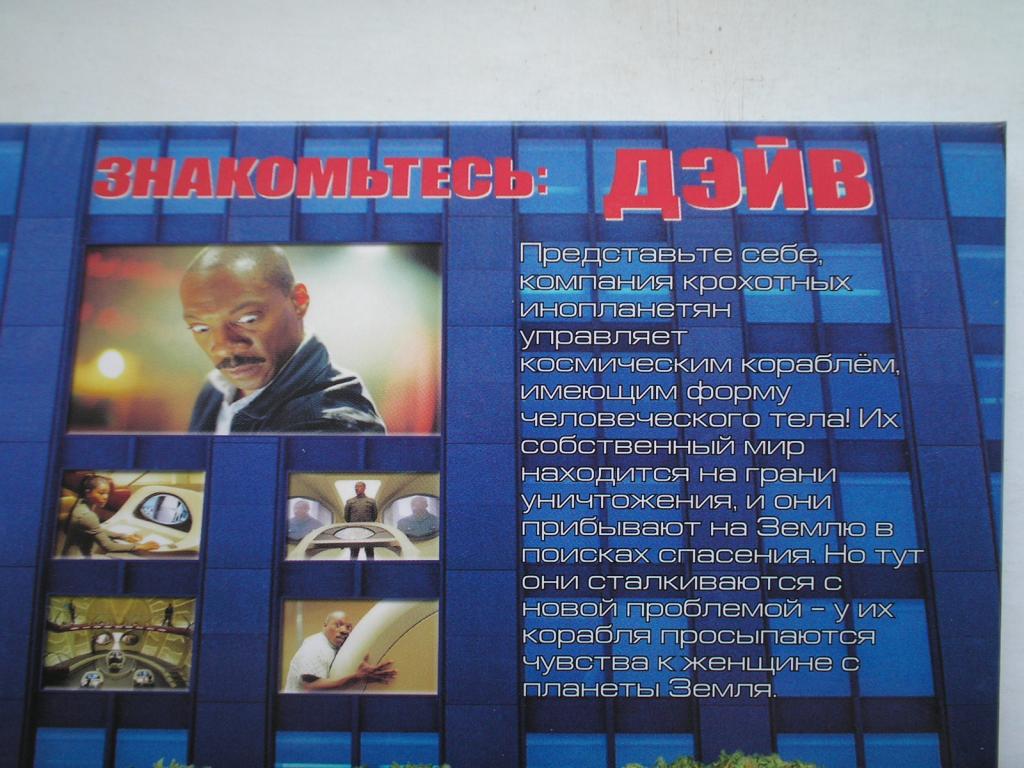 ЗНАКОМЬТЕСЬ: ДЭЙВ
Представьте себе,
компания крохотных
инопланетян
управляет
космическим кораблём,
имеющим форму
человеческого тела! Их
собственный мир
находится на грани
уничтожения, и они
прибывают на Землю в
поисках спасения. Но тут
они сталкиваются с
новой проблемой – у их
корабля просыпаются
чувства к женщине с
планеты Земля.